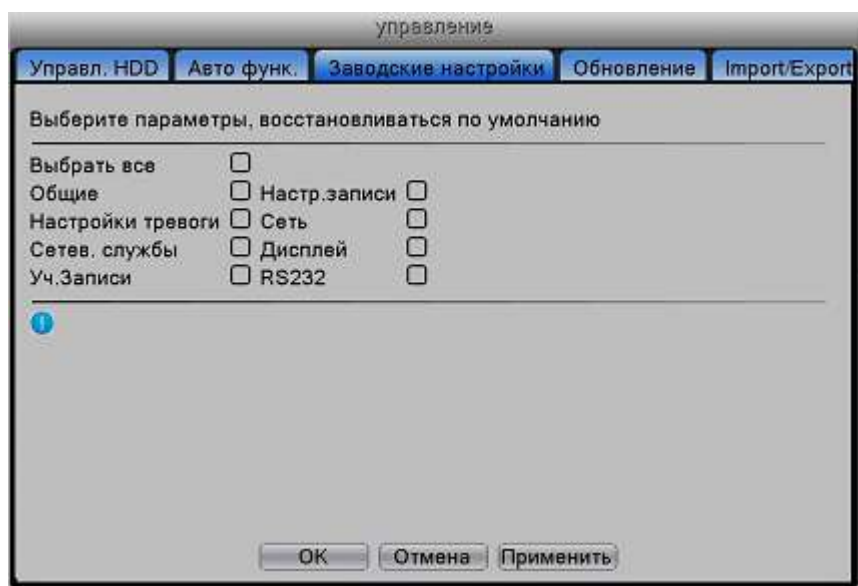 управление
Управл. HDD Авто функ. Заводские настройки Обновление Import/Export
Выберите параметры, восстановливаться по умолчанию
Выбрать все
Общие Настр.записи
Настройки тревоги Сеть
Сетев. службы Дисплей
Уч.Записи RS232
OK Отмена Применить